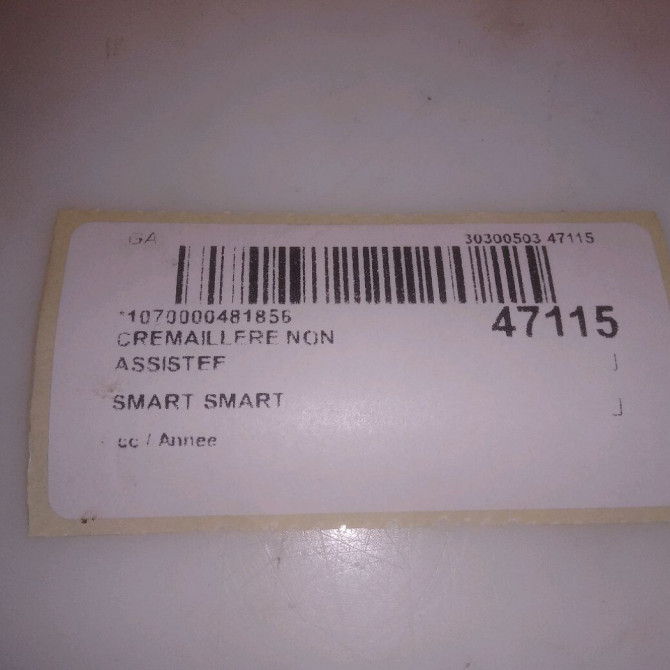 GA 30300503 47115
*1070000481856 47115
CREMAILLERE NON
ASSISTEE
SMART SMART
cc / Annee